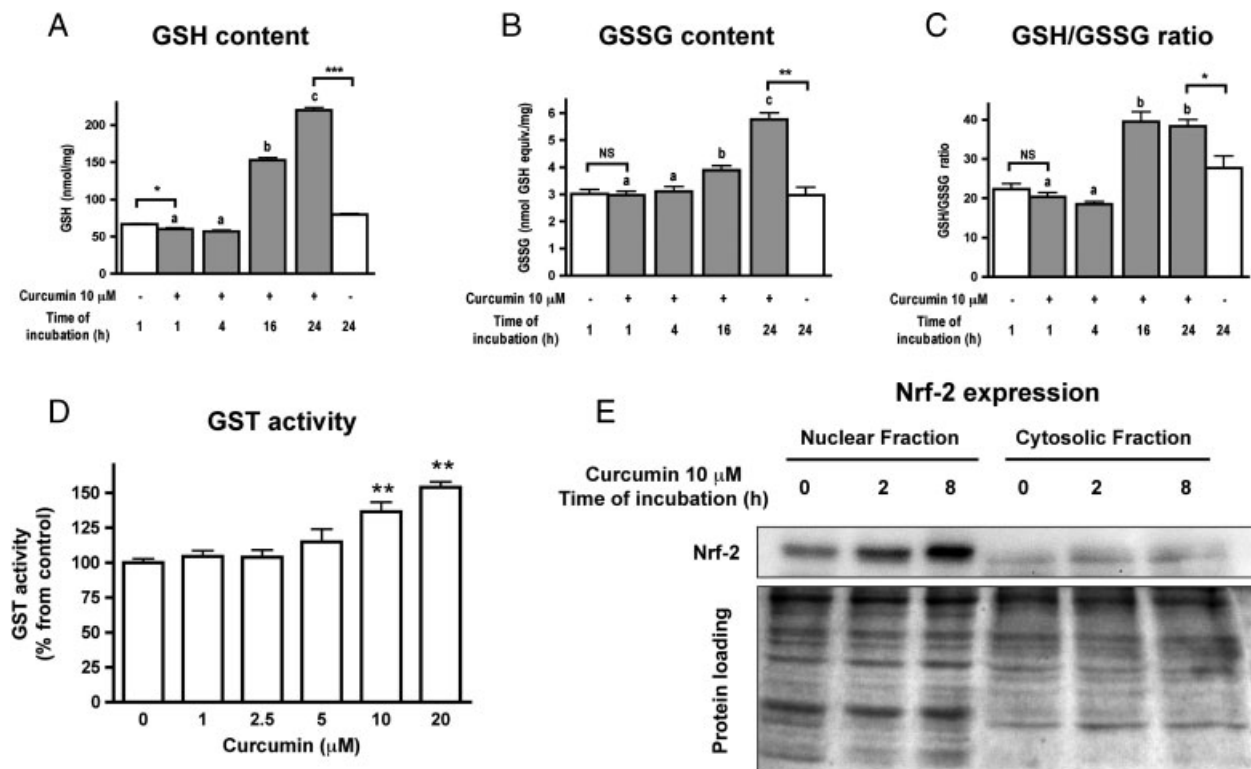 A
GSH content
***
c
b
*
a
a
GSH (nmol/mg)
200
150
100
50
0
Curcumin 10 μM - + + + + -
Time of
incubation (h) 1 1 4 16 24 24
B
GSSG content
**
c
b
NS
a
a
GSSG (nmol GSH equiv./mg)
6
5
4
3
2
1
0
Curcumin 10 μM - + + + + -
Time of
incubation (h) 1 1 4 16 24 24
C
GSH/GSSG ratio
*
b
b
NS
a
a
GSH/GSSG ratio
40
30
20
10
0
Curcumin 10 μM - + + + + -
Time of
incubation (h) 1 1 4 16 24 24
D
GST activity
**
**
GST activity
(% from control)
150
125
100
75
50
25
0
0 1 2.5 5 10 20
Curcumin (μM)
E
Nrf-2 expression
Nuclear Fraction Cytosolic Fraction
Curcumin 10 μM
Time of incubation (h) 0 2 8 0 2 8
Nrf-2
Protein loading